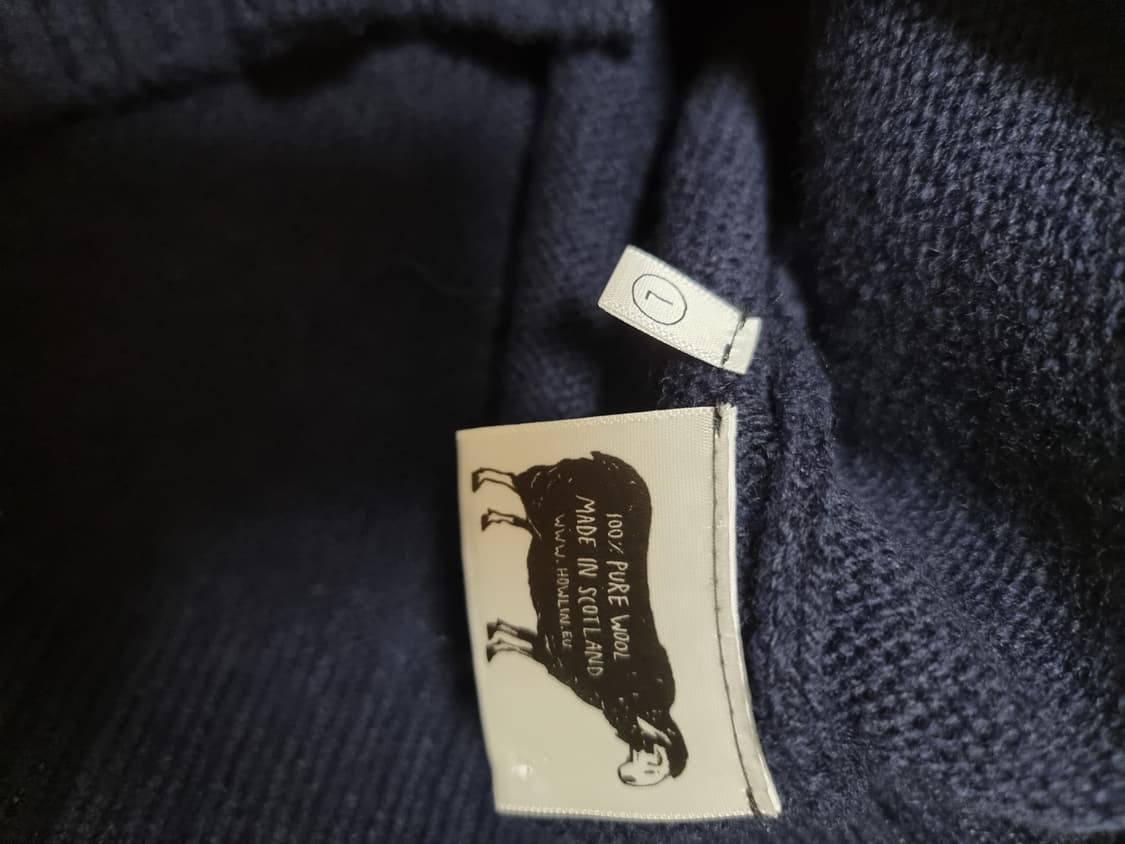 L
100% PURE WOOL
MADE IN SCOTLAND
WWW.HOWLIN.EU